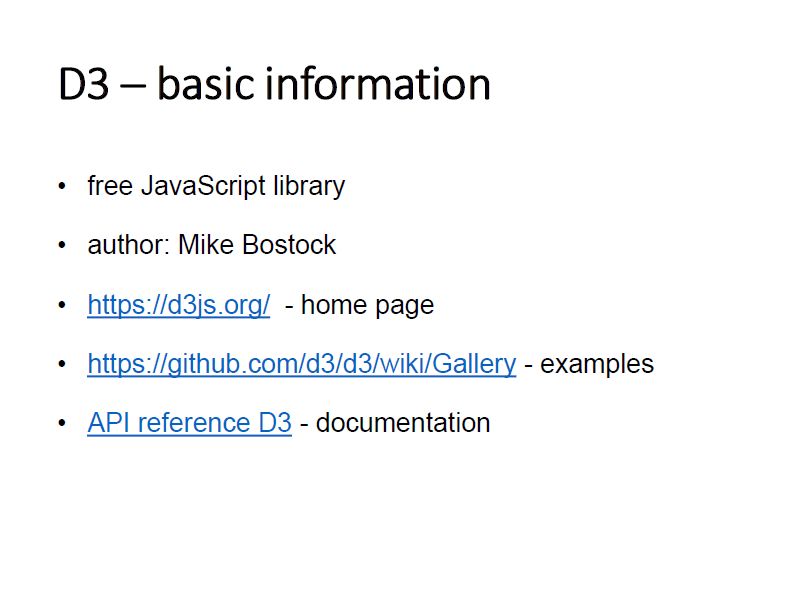 D3 – basic information
• free JavaScript library
• author: Mike Bostock
• https://d3js.org/  - home page
• https://github.com/d3/d3/wiki/Gallery - examples
• API reference D3 - documentation